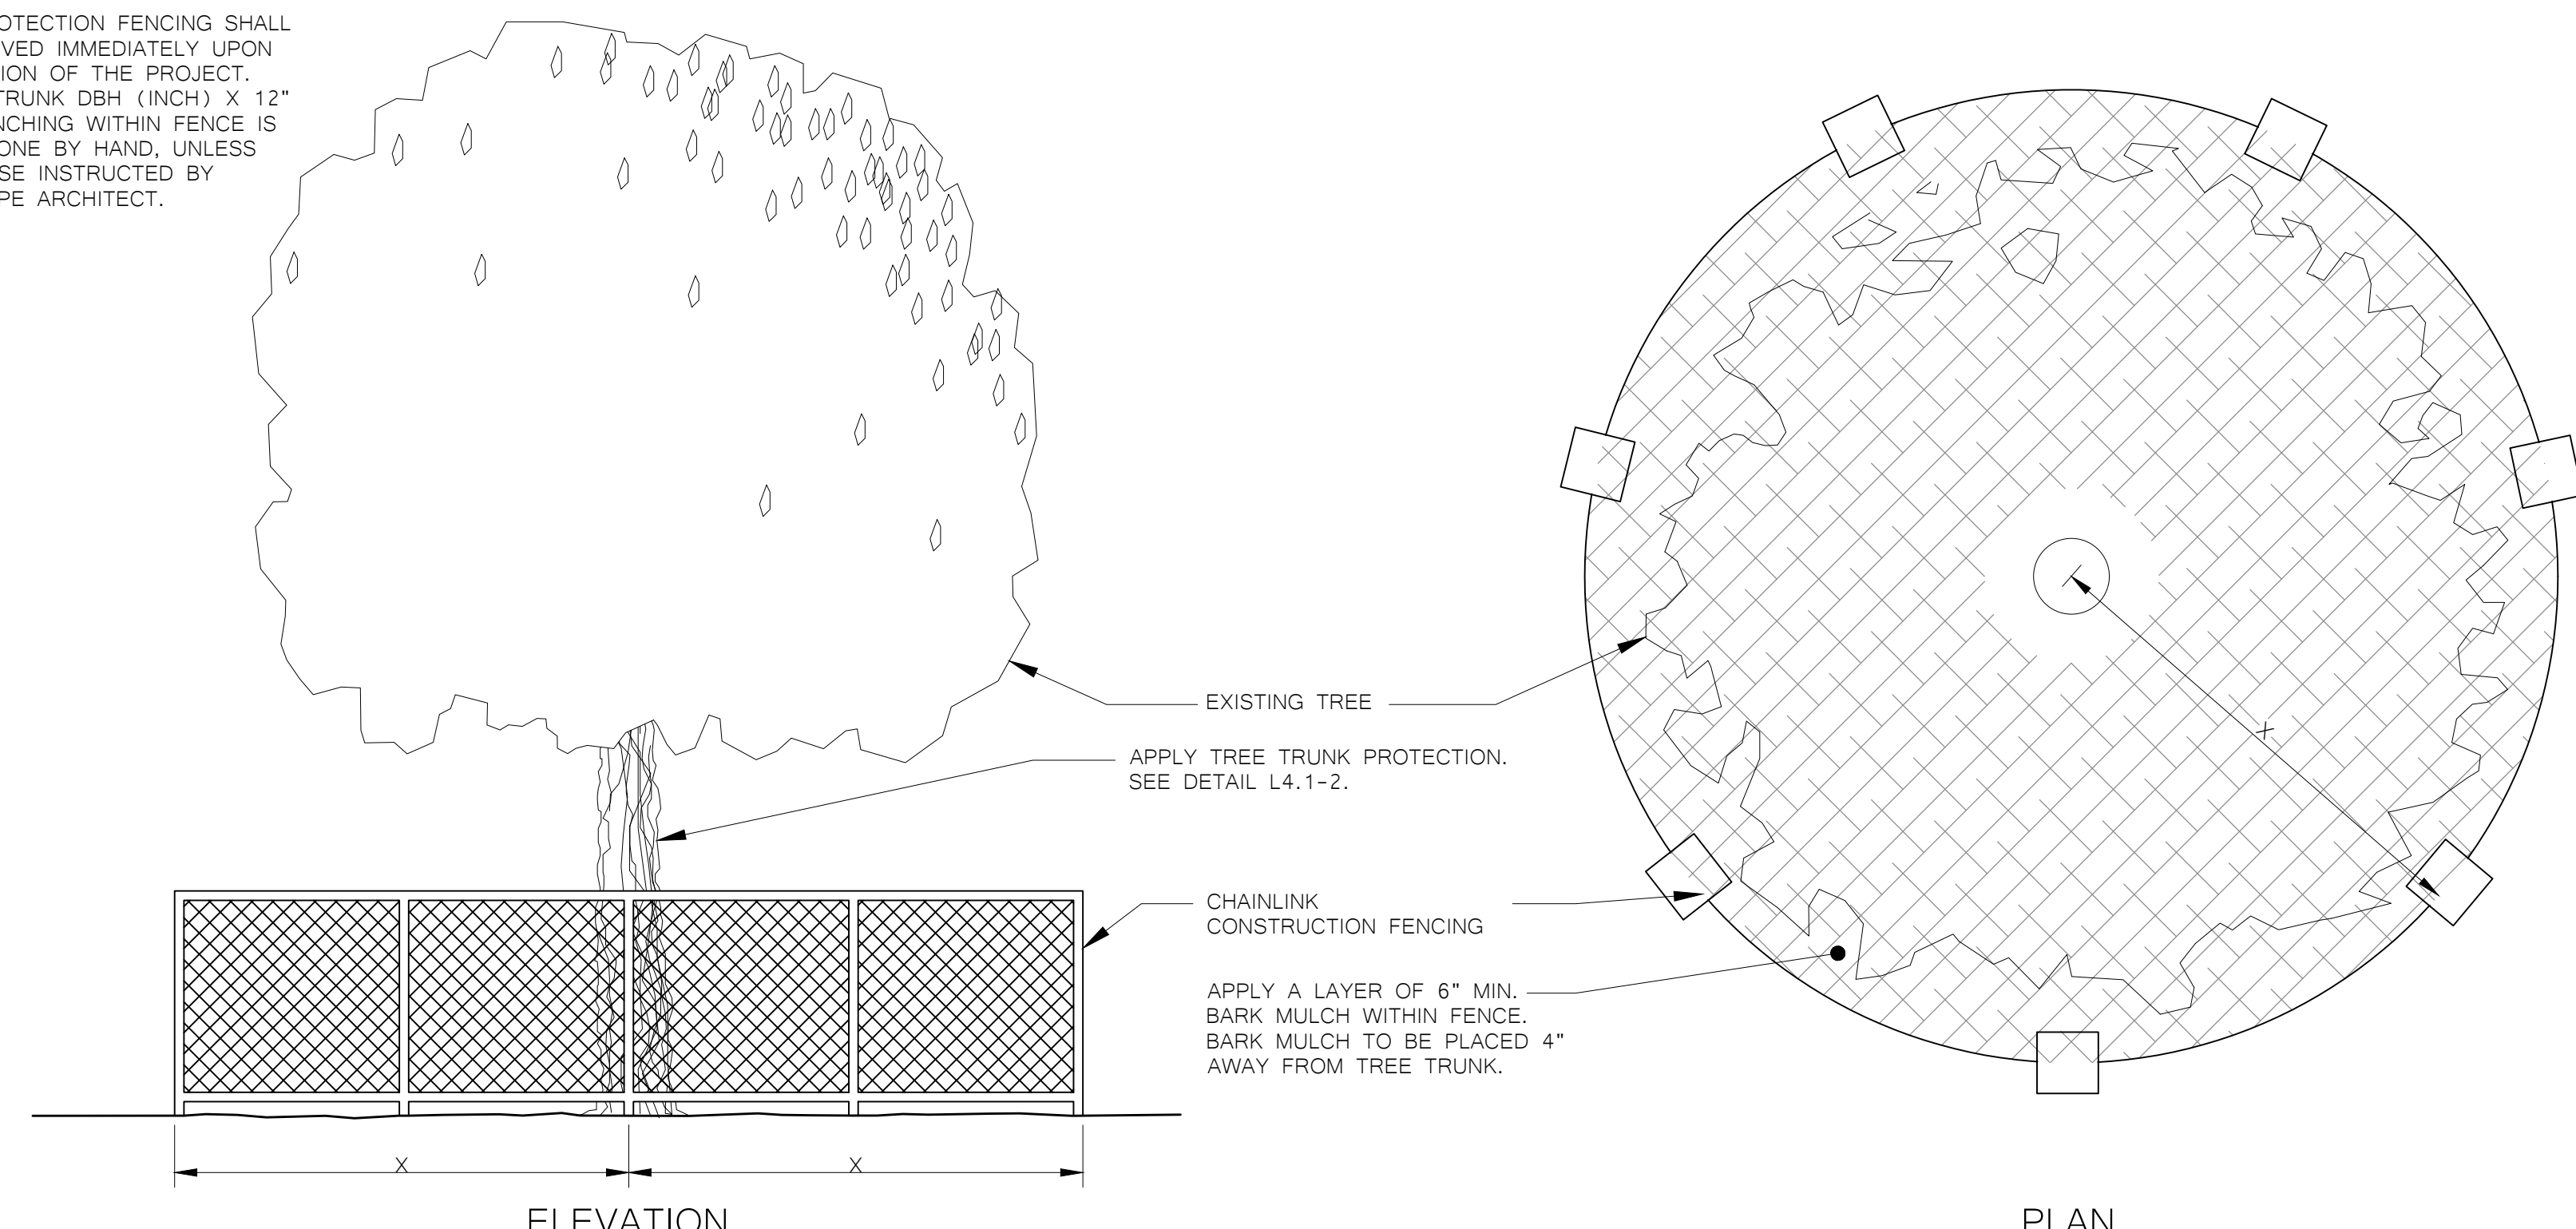 OTECTION FENCING SHALL
VED IMMEDIATELY UPON
ION OF THE PROJECT.
TRUNK DBH (INCH) X 12"
NCHING WITHIN FENCE IS
ONE BY HAND, UNLESS
SE INSTRUCTED BY
PE ARCHITECT.
EXISTING TREE
APPLY TREE TRUNK PROTECTION.
SEE DETAIL L4.1-2.
CHAINLINK
CONSTRUCTION FENCING
APPLY A LAYER OF 6" MIN.
BARK MULCH WITHIN FENCE.
BARK MULCH TO BE PLACED 4"
AWAY FROM TREE TRUNK.
X
X
X
ELEVATION
PLAN